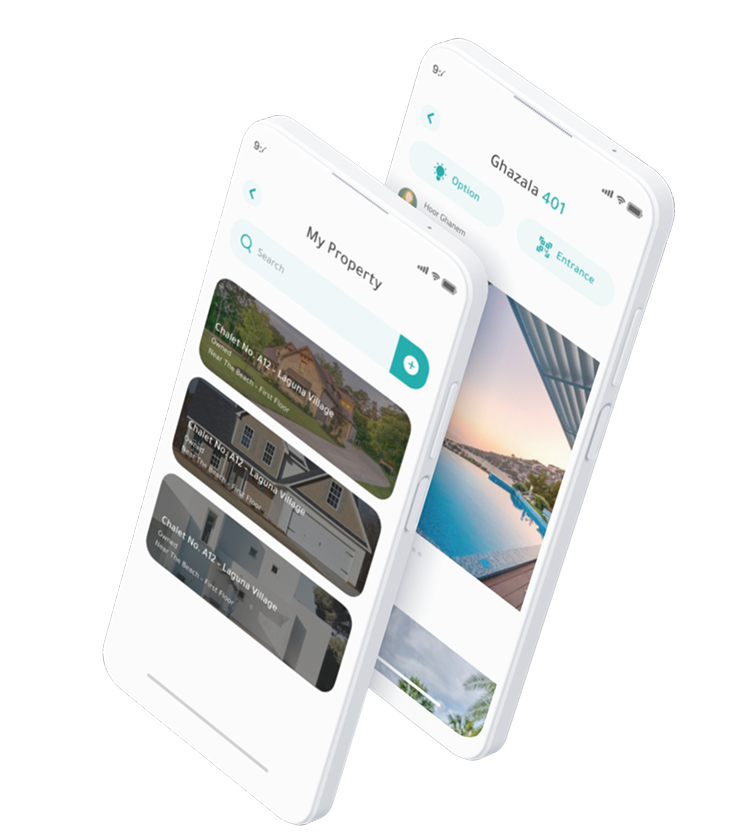 My Property
Search
Chalet No. A12 - Laguna Village
Owned
Near The Beach - First Floor
Chalet No. A12 - Laguna Village
Owned
Near The Beach - First Floor
Chalet No. A12 - Laguna Village
Owned
Near The Beach - First Floor
Ghazala 401
Option
Entrance
Hoor Ghanem